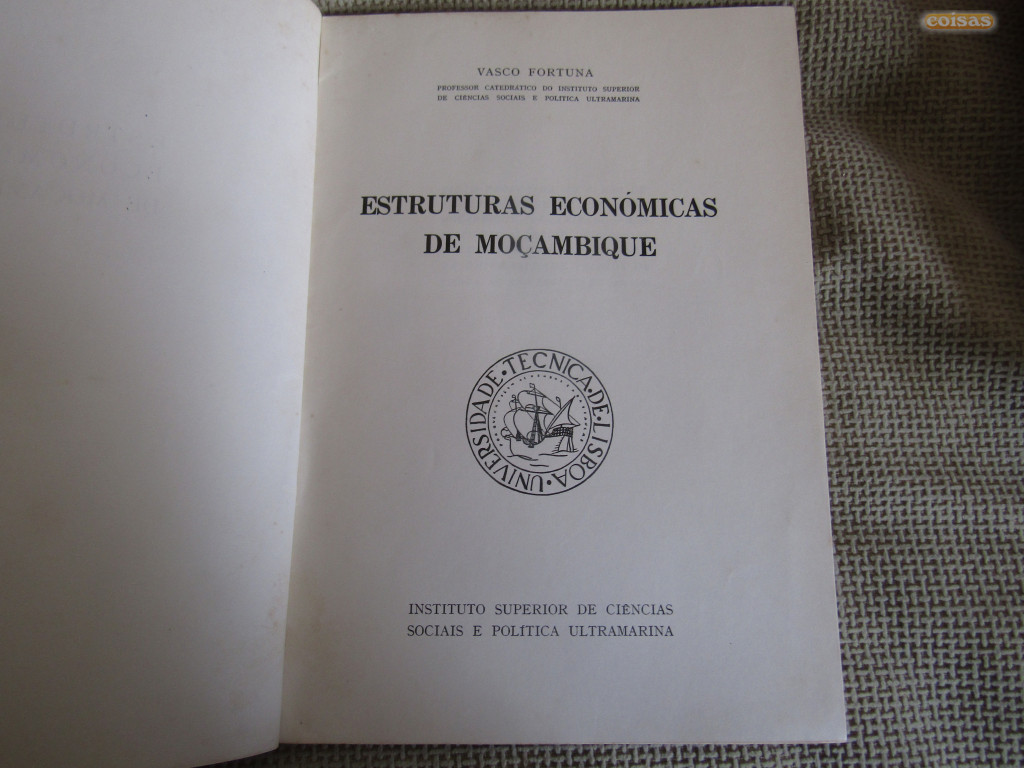 coisas
VASCO FORTUNA
PROFESSOR CATEDRÁTICO DO INSTITUTO SUPERIOR
DE CIÊNCIAS SOCIAIS E POLÍTICA ULTRAMARINA
ESTRUTURAS ECONÓMICAS
DE MOÇAMBIQUE
UNIVERSIDADE · TECNICA · DE · LISBOA ·
INSTITUTO SUPERIOR DE CIÊNCIAS
SOCIAIS E POLÍTICA ULTRAMARINA